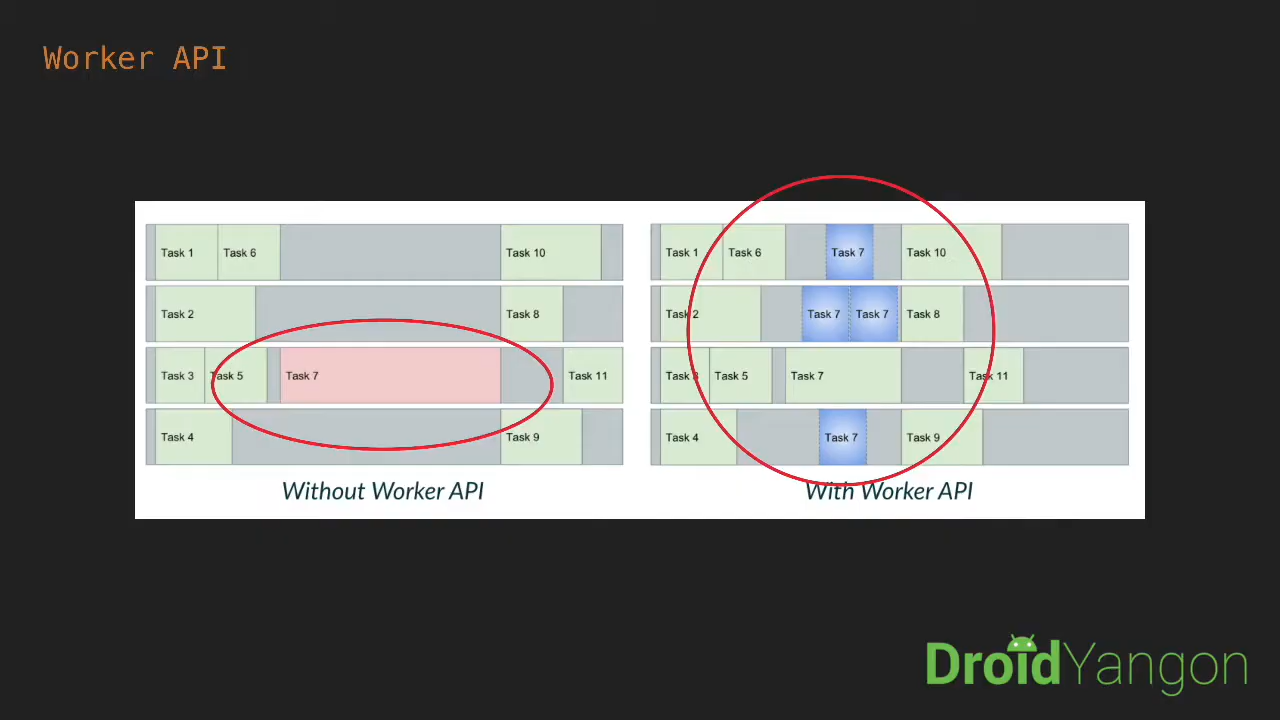 Worker API
Task 1 Task 6 Task 10
Task 2 Task 8
Task 3 Task 5 Task 7 Task 11
Task 4 Task 9
Without Worker API
Task 1 Task 6 Task 7 Task 10
Task 2 Task 7 Task 7 Task 8
Task 3 Task 5 Task 7 Task 11
Task 4 Task 7 Task 9
With Worker API
DroidYangon